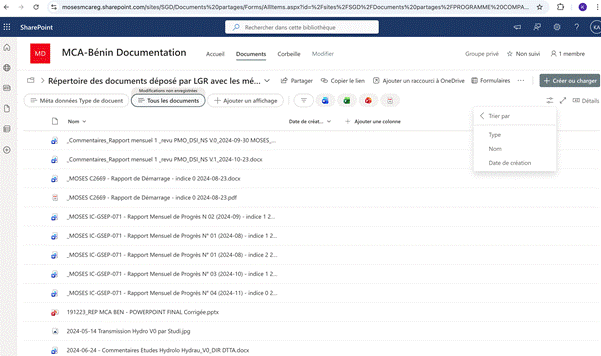 mosesmcareg.sharepoint.com/sites/SGD/Documents%20partages/Forms/AllItems.aspx?id=%2Fsites%2FSGD%2FDocuments%20partages%2FPROGRAMME%20COMPA...
SharePoint
Rechercher dans cette bibliothèque
KA
MD
MCA-Bénin Documentation
Accueil
Documents
Corbeille
Modifier
Groupe privé
Non suivi
1 membre
Répertoire des documents déposé par LGR avec les mé...
Partager
Copier le lien
Ajouter un raccourci à OneDrive
Formulaires
...
Créer ou charger
Modifications non enregistrées
Méta données Type de docuent
Tous les documents
Ajouter un affichage
Détails
Nom
Date de créat...
Ajouter une colonne
Trier par
Type
Nom
Date de création
_Commentaires_Rapport mensuel 1 _revu PMO_DSI_NS V.0_2024-09-30 MOSES_...
_Commentaires_Rapport mensuel 1 _revu PMO_DSI_NS V.1_2024-10-23.docx
_MOSES C2669 - Rapport de Démarrage - indice 0 2024-08-23.docx
_MOSES C2669 - Rapport de Démarrage - indice 0 2024-08-23.pdf
_MOSES IC-GSEP-071 - Rapport Mensuel de Progrès N 02 (2024-09) - indice 1 2...
_MOSES IC-GSEP-071 - Rapport Mensuel de Progrès N° 01 (2024-08) - indice 1 2...
_MOSES IC-GSEP-071 - Rapport Mensuel de Progrès N° 01 (2024-08) - indice 2 2...
_MOSES IC-GSEP-071 - Rapport Mensuel de Progrès N° 03 (2024-10) - indice 1 2...
_MOSES IC-GSEP-071 - Rapport Mensuel de Progrès N° 04 (2024-11) - indice 0 2...
191223_REP MCA BEN - POWERPOINT FINAL Corrigée.pptx
2024-05-14 Transmission Hydro V0 par Studi.jpg
2024-06-24 - Commentaires Etudes Hydrolo Hydrau_V0_DIR DTTA.docx